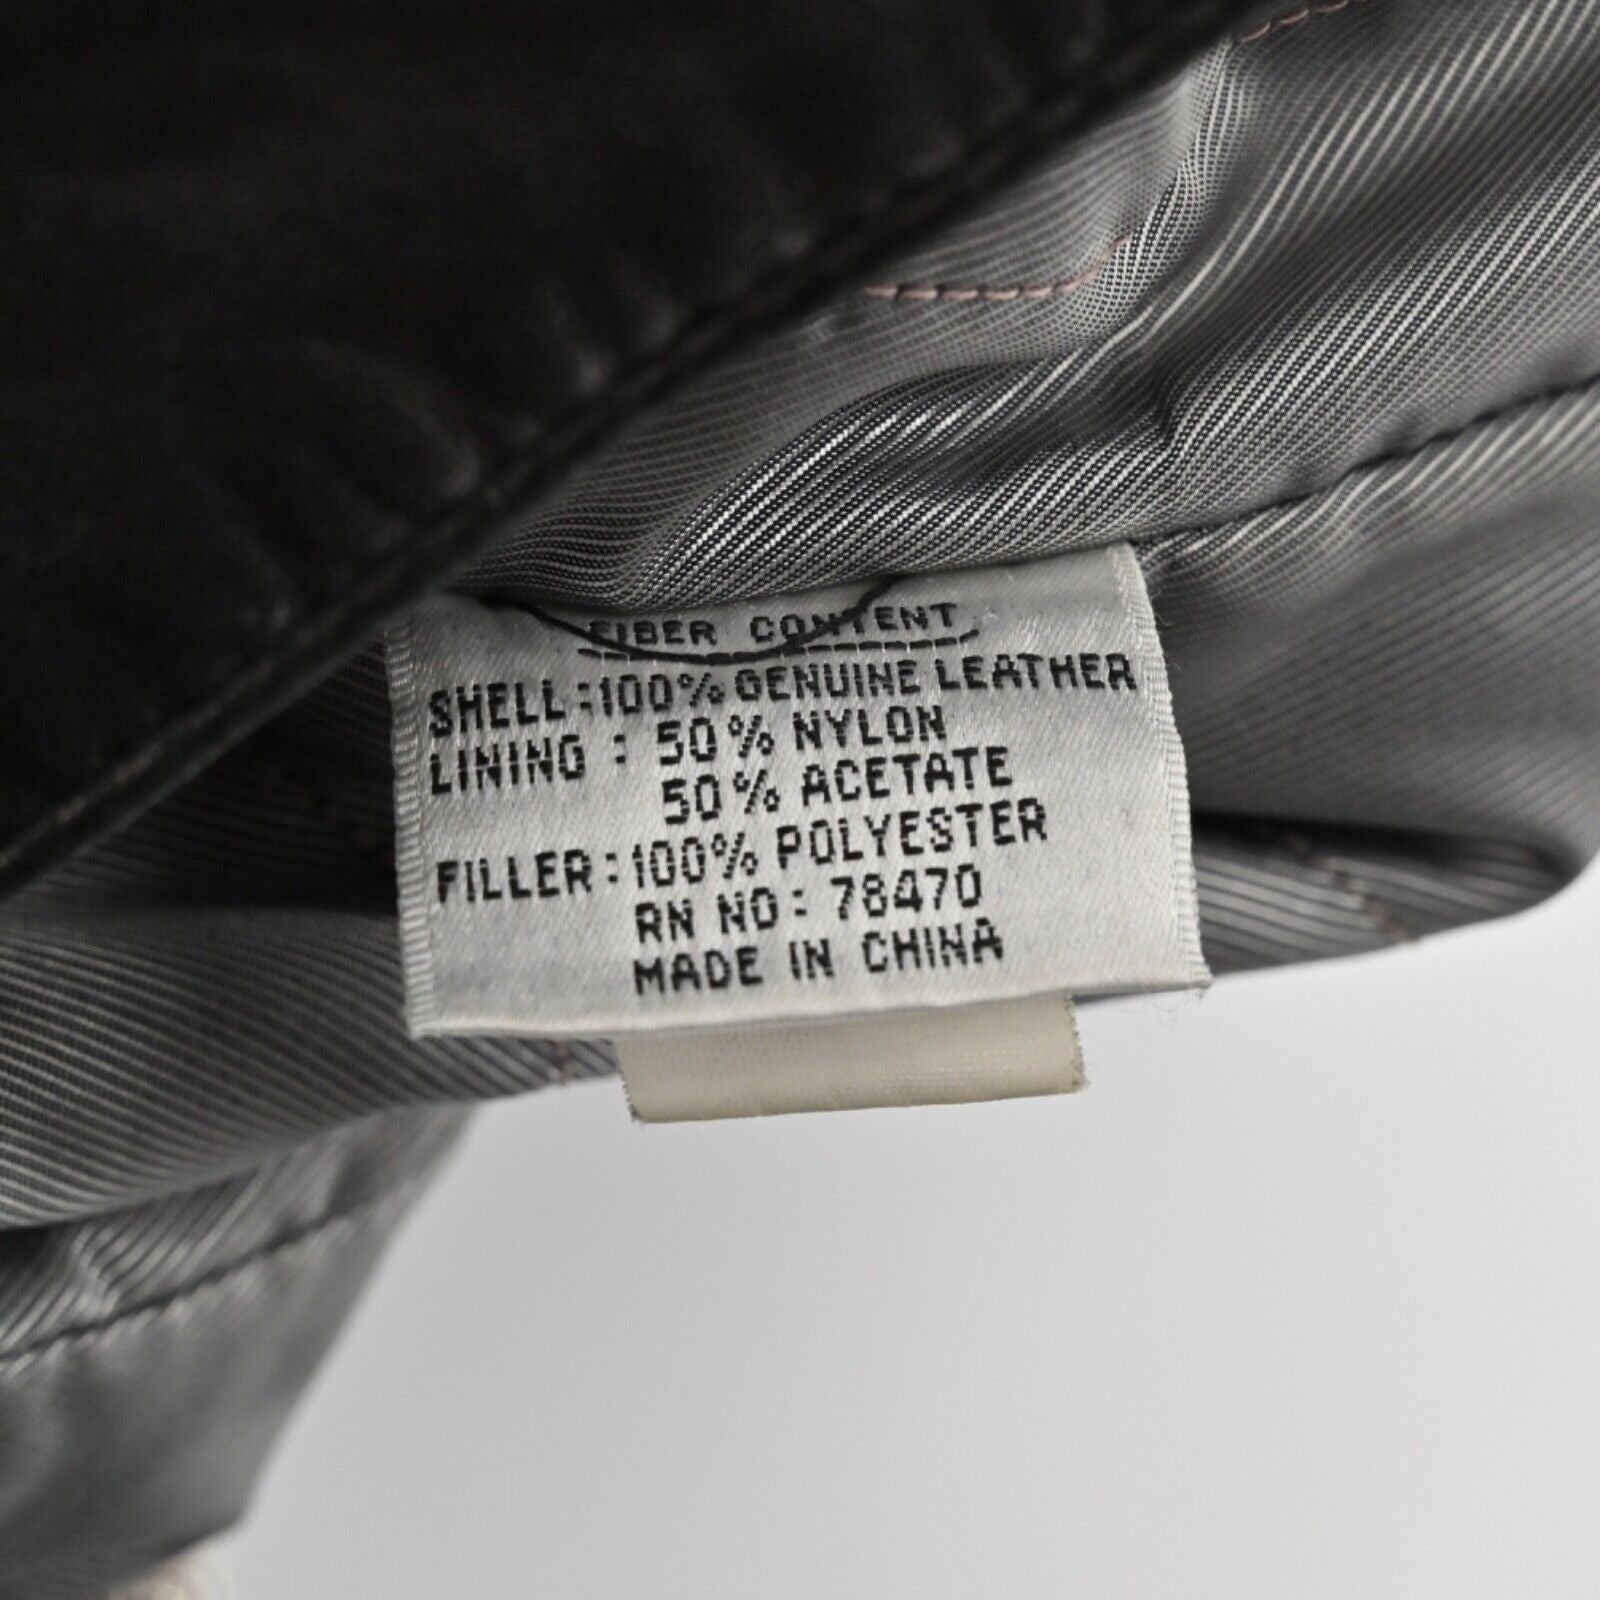 FIBER CONTENT
SHELL:100% GENUINE LEATHER
LINING : 50% NYLON
50% ACETATE
FILLER:100% POLYESTER
RN NO: 78470
MADE IN CHINA